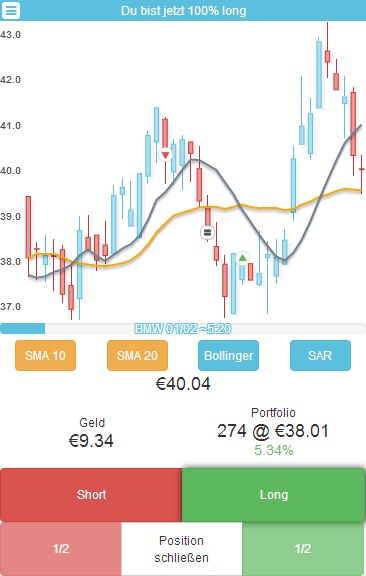 Du bist jetzt 100% long
43.0
42.0
41.0
40.0
39.0
38.0
37.0
BMW 01/02 ~5:20
SMA 10
SMA 20
Bollinger
SAR
€40.04
Geld
€9.34
Portfolio
274 @ €38.01
5.34%
Short
Long
1/2
Position
schließen
1/2